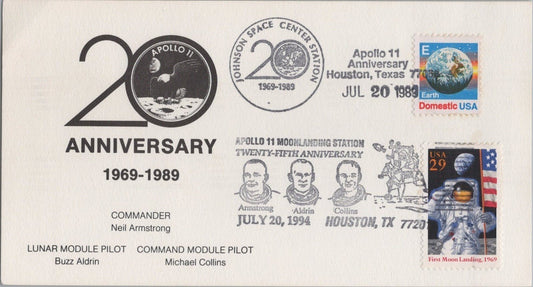 20
APOLLO 11
ANNIVERSARY
1969-1989
COMMANDER
Neil Armstrong
LUNAR MODULE PILOT
Buzz Aldrin
COMMAND MODULE PILOT
Michael Collins
JOHNSON SPACE CENTER STATION
20
1969-1989
Apollo 11
Anniversary
Houston, Texas
JUL 20 1989
E
Earth
Domestic USA
APOLLO 11 MOONLANDING STATION
TWENTY-FIFTH ANNIVERSARY
Armstrong Aldrin Collins
JULY 20, 1994 HOUSTON, TX
USA
29
First Moon Landing, 1969